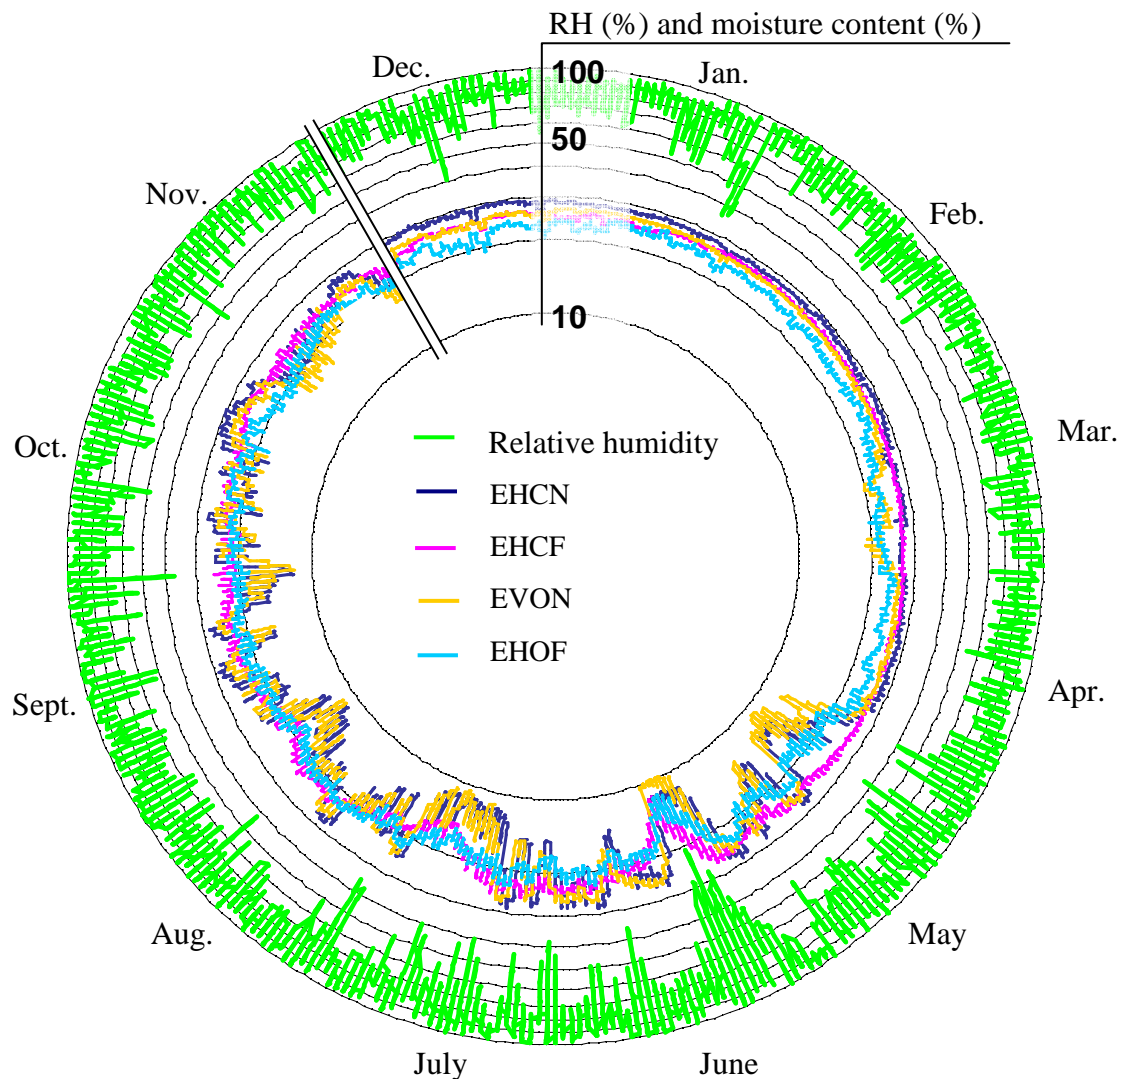 RH (%) and moisture content (%)
Dec.
100
Jan.
50
Nov.
Feb.
10
Relative humidity
Mar.
Oct.
EHCN
EHCF
EVON
EHOF
Sept.
Apr.
Aug.
May
July
June